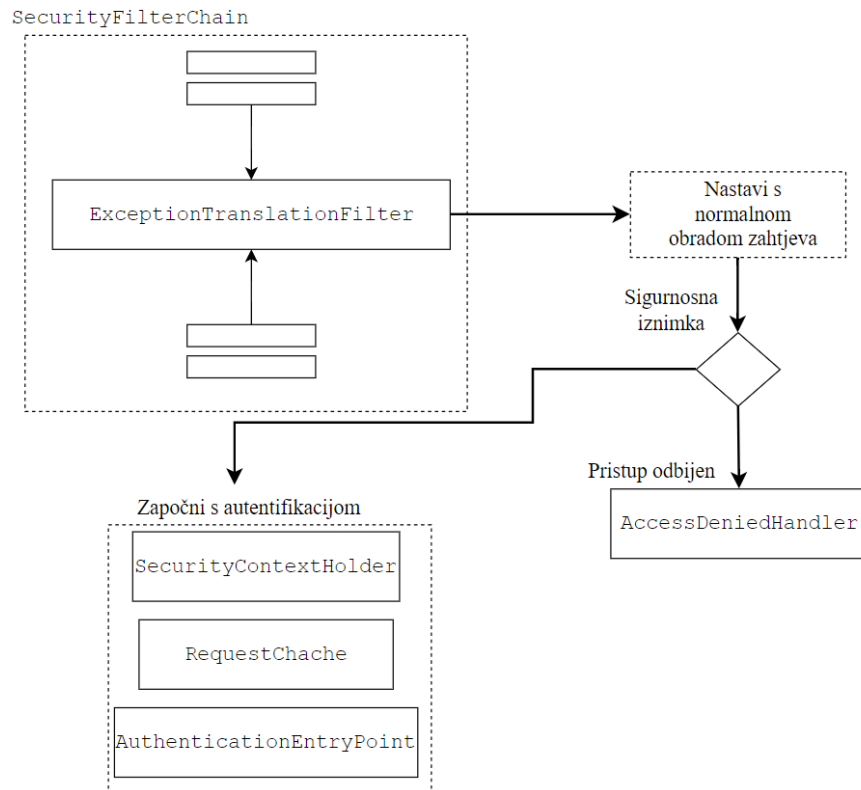 SecurityFilterChain
ExceptionTranslationFilter
Nastavi s
normalnom
obradom zahtjeva
Sigurnosna
iznimka
Pristup odbijen
AccessDeniedHandler
Započni s autentifikacijom
SecurityContextHolder
RequestChache
AuthenticationEntryPoint